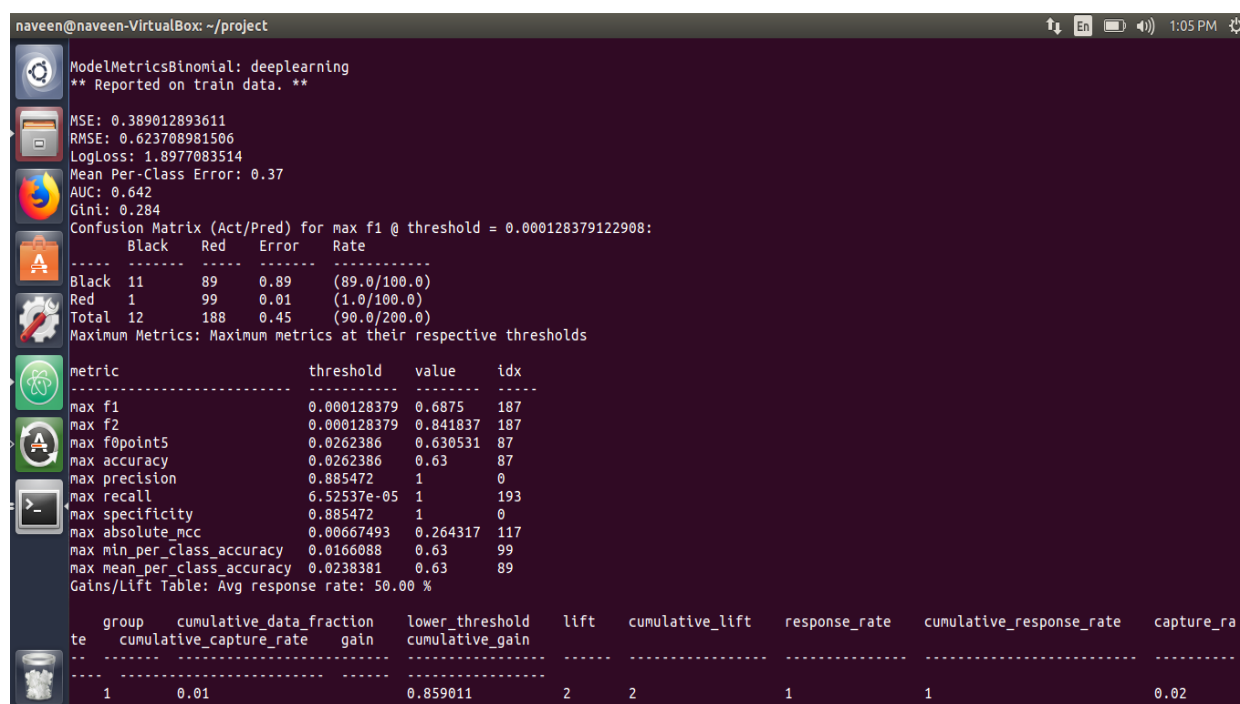 naveen@naveen-VirtualBox: ~/project
En
1:05 PM
ModelMetricsBinomial: deeplearning
** Reported on train data. **
MSE: 0.389012893611
RMSE: 0.623708981506
LogLoss: 1.8977083514
Mean Per-Class Error: 0.37
AUC: 0.642
Gini: 0.284
Confusion Matrix (Act/Pred) for max f1 @ threshold = 0.000128379122908:
Black Red Error Rate
----- ------- ----- ------- ------------
Black 11 89 0.89 (89.0/100.0)
Red 1 99 0.01 (1.0/100.0)
Total 12 188 0.45 (90.0/200.0)
Maximum Metrics: Maximum metrics at their respective thresholds
metric threshold value idx
--------------------------- ----------- -------- -----
max f1 0.000128379 0.6875 187
max f2 0.000128379 0.841837 187
max f0point5 0.0262386 0.630531 87
max accuracy 0.0262386 0.63 87
max precision 0.885472 1 0
max recall 6.52537e-05 1 193
max specificity 0.885472 1 0
max absolute_mcc 0.00667493 0.264317 117
max min_per_class_accuracy 0.0166088 0.63 99
max mean_per_class_accuracy 0.0238381 0.63 89
Gains/Lift Table: Avg response rate: 50.00 %
group cumulative_data_fraction lower_threshold lift cumulative_lift response_rate cumulative_response_rate capture_ra
te cumulative_capture_rate gain cumulative_gain
-- ------- -------------------------- ----------------- ------ ----------------- --------------- -------------------------- ----------
---- ------------------------- ------ -----------------
1 0.01 0.859011 2 2 1 1 0.02